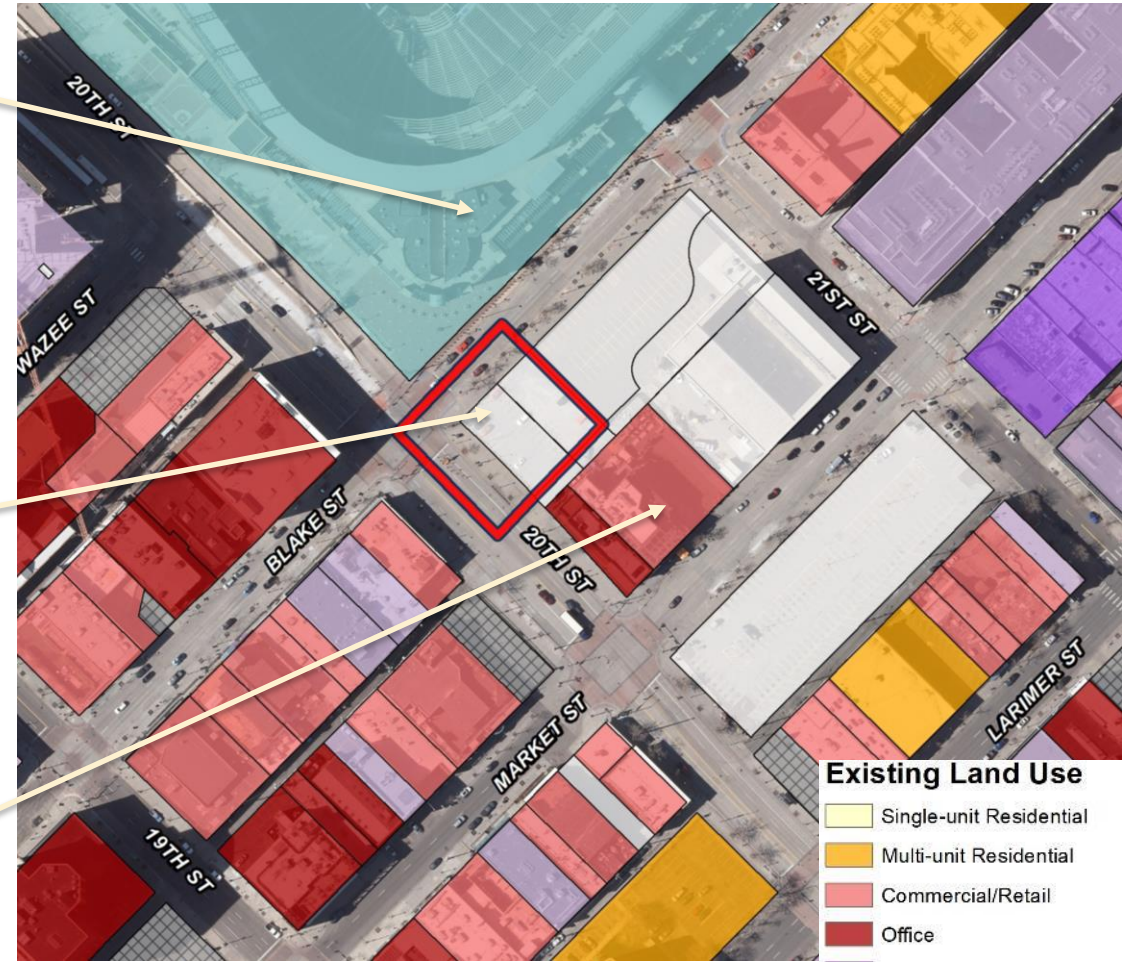 20TH ST
WAZEE ST
21ST ST
BLAKE ST
20TH ST
LARIMER ST
MARKET ST
19TH ST
Existing Land Use
Single-unit Residential
Multi-unit Residential
Commercial/Retail
Office